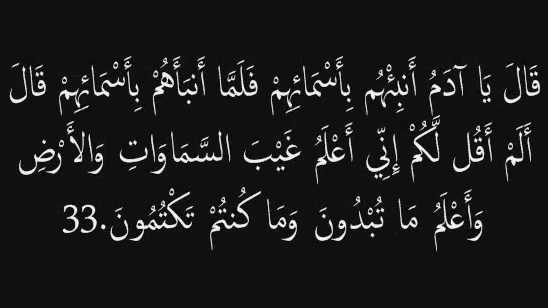 قَالَ يَا آدَمُ أَنبِئْهُم بِأَسْمَائِهِمْ فَلَمَّا أَنبَأَهُمْ بِأَسْمَائِهِمْ قَالَ
أَلَمْ أَقُل لَّكُمْ إِنِّي أَعْلَمُ غَيْبَ السَّمَاوَاتِ وَالأَرْضِ
وَأَعْلَمُ مَا تُبْدُونَ وَمَا كُنتُمْ تَكْتُمُونَ.33